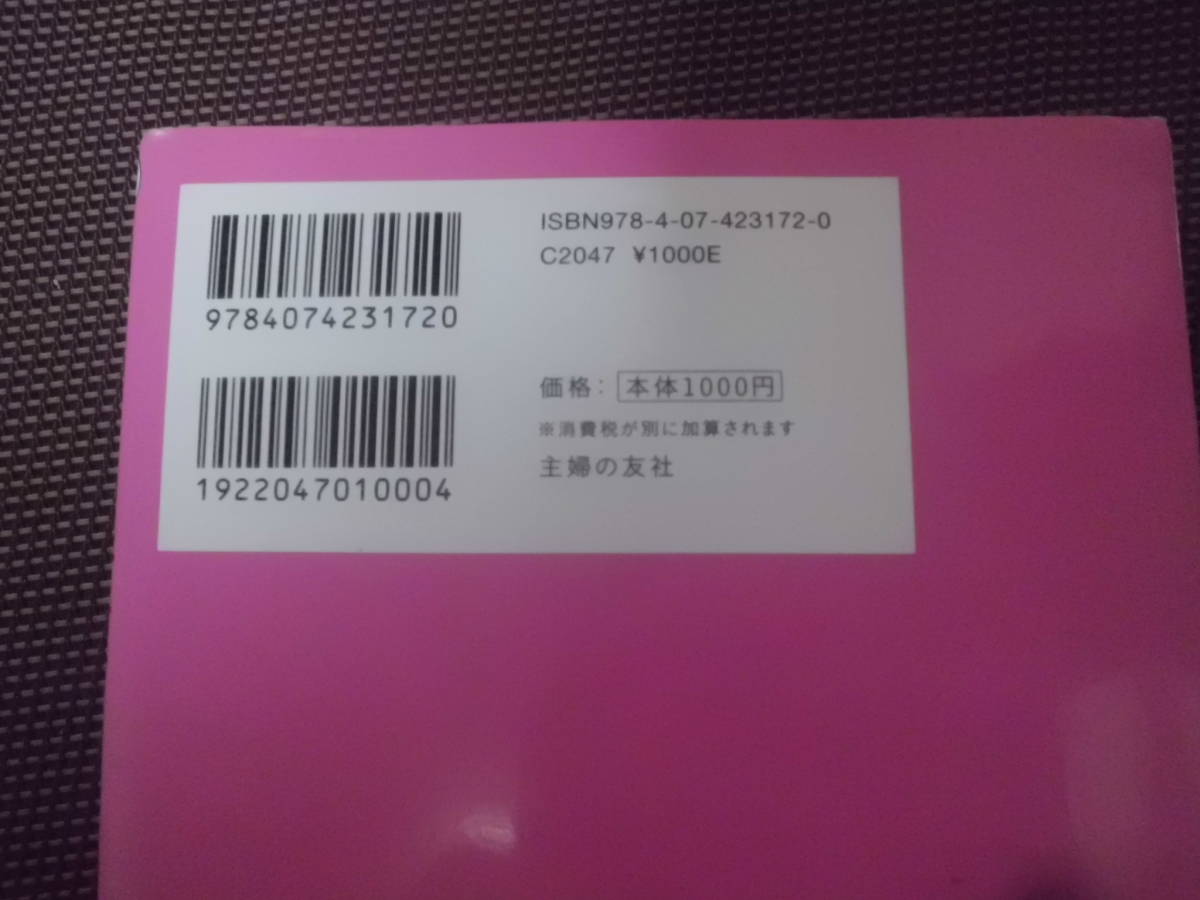 9784074231720
1922047010004
ISBN978-4-07-423172-0
C2047 ¥1000E
価格: 本体1000円
※消費税が別に加算されます
主婦の友社